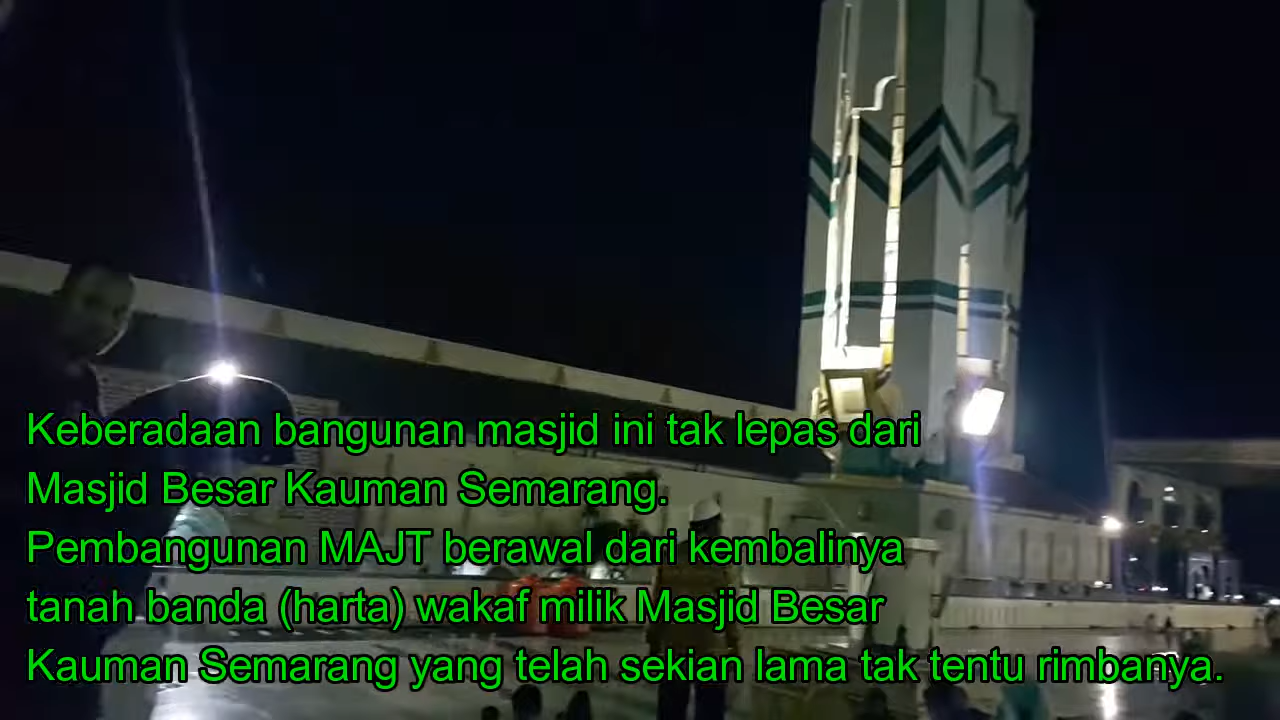 Keberadaan bangunan masjid ini tak lepas dari
Masjid Besar Kauman Semarang.
Pembangunan MAJT berawal dari kembalinya
tanah banda (harta) wakaf milik Masjid Besar
Kauman Semarang yang telah sekian lama tak tentu rimbanya.